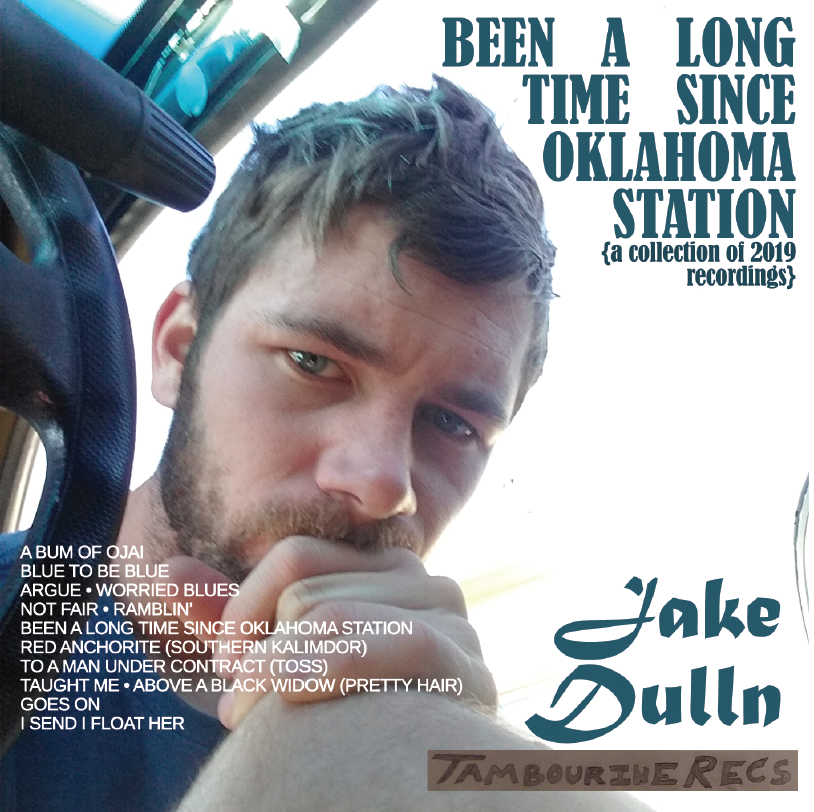 BEEN A LONG
TIME SINCE
OKLAHOMA
STATION
{a collection of 2019
recordings}
A BUM OF OJAI
BLUE TO BE BLUE
ARGUE • WORRIED BLUES
NOT FAIR • RAMBLIN'
BEEN A LONG TIME SINCE OKLAHOMA STATION
RED ANCHORITE (SOUTHERN KALIMDOR)
TO A MAN UNDER CONTRACT (TOSS)
TAUGHT ME • ABOVE A BLACK WIDOW (PRETTY HAIR)
GOES ON
I SEND I FLOAT HER
Jake
Dulln
TAMBOURINE RECS